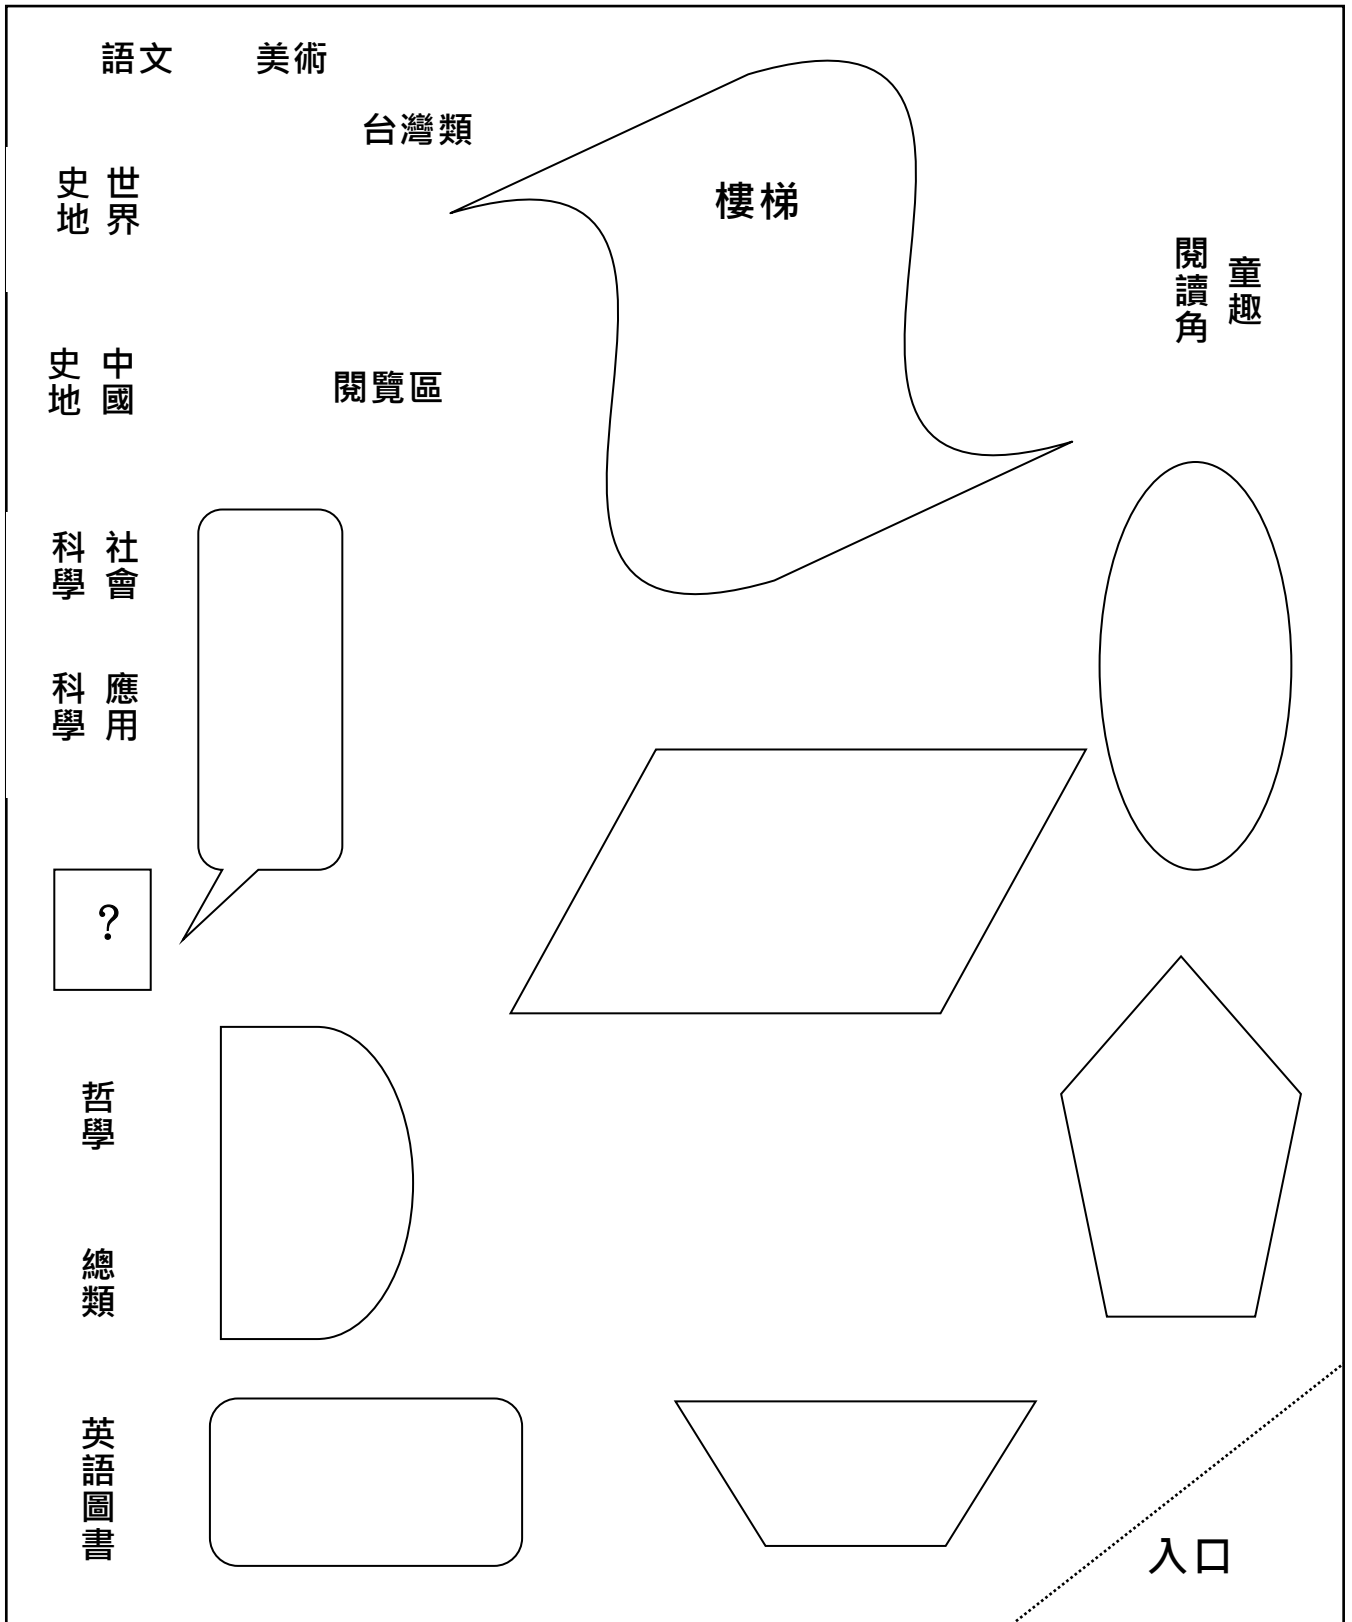 語文
美術
台灣類
樓梯
世界
史地
童趣
閱讀角
中國
史地
閱覽區
社會
科學
應用
科學
?
哲學
總類
英語圖書
入口